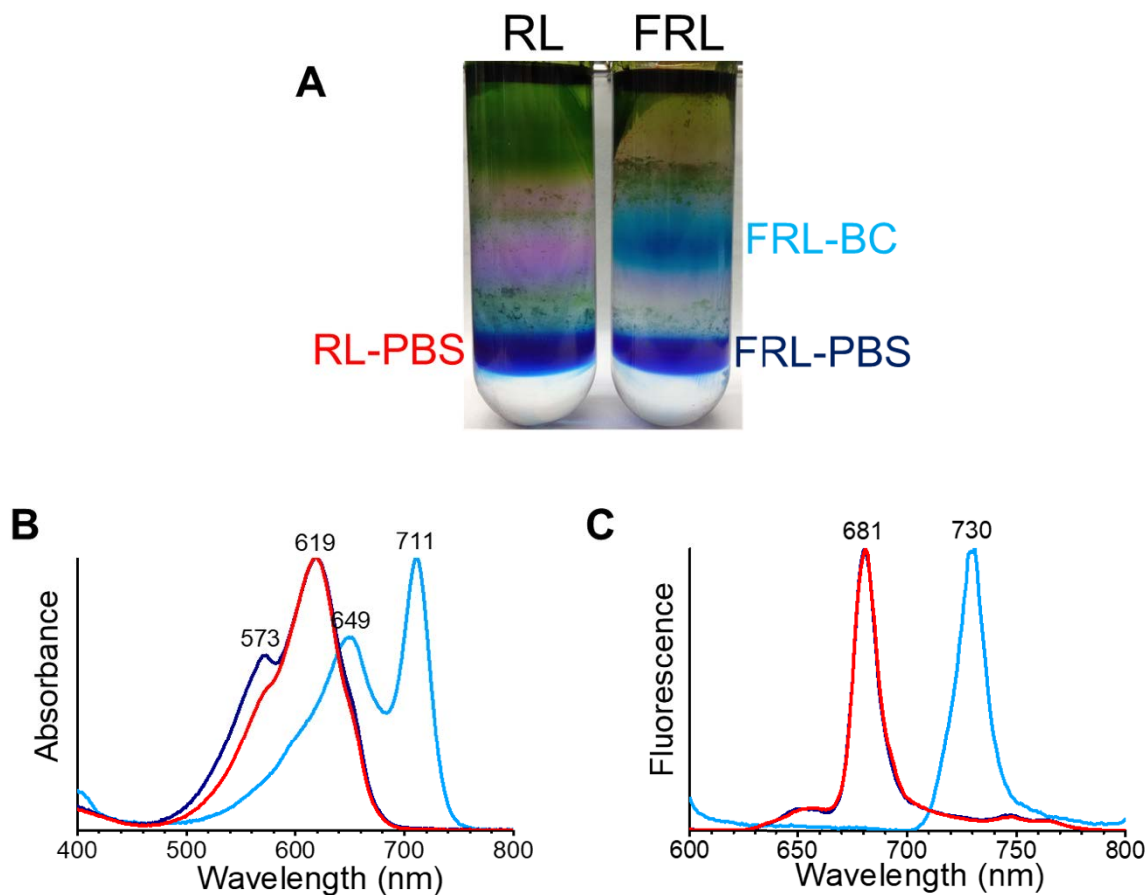 RL FRL
A
FRL-BC
RL-PBS FRL-PBS
B
619 711
573 649
Absorbance
400 500 600 700 800
Wavelength (nm)
C
681 730
Fluorescence
600 650 700 750 800
Wavelength (nm)